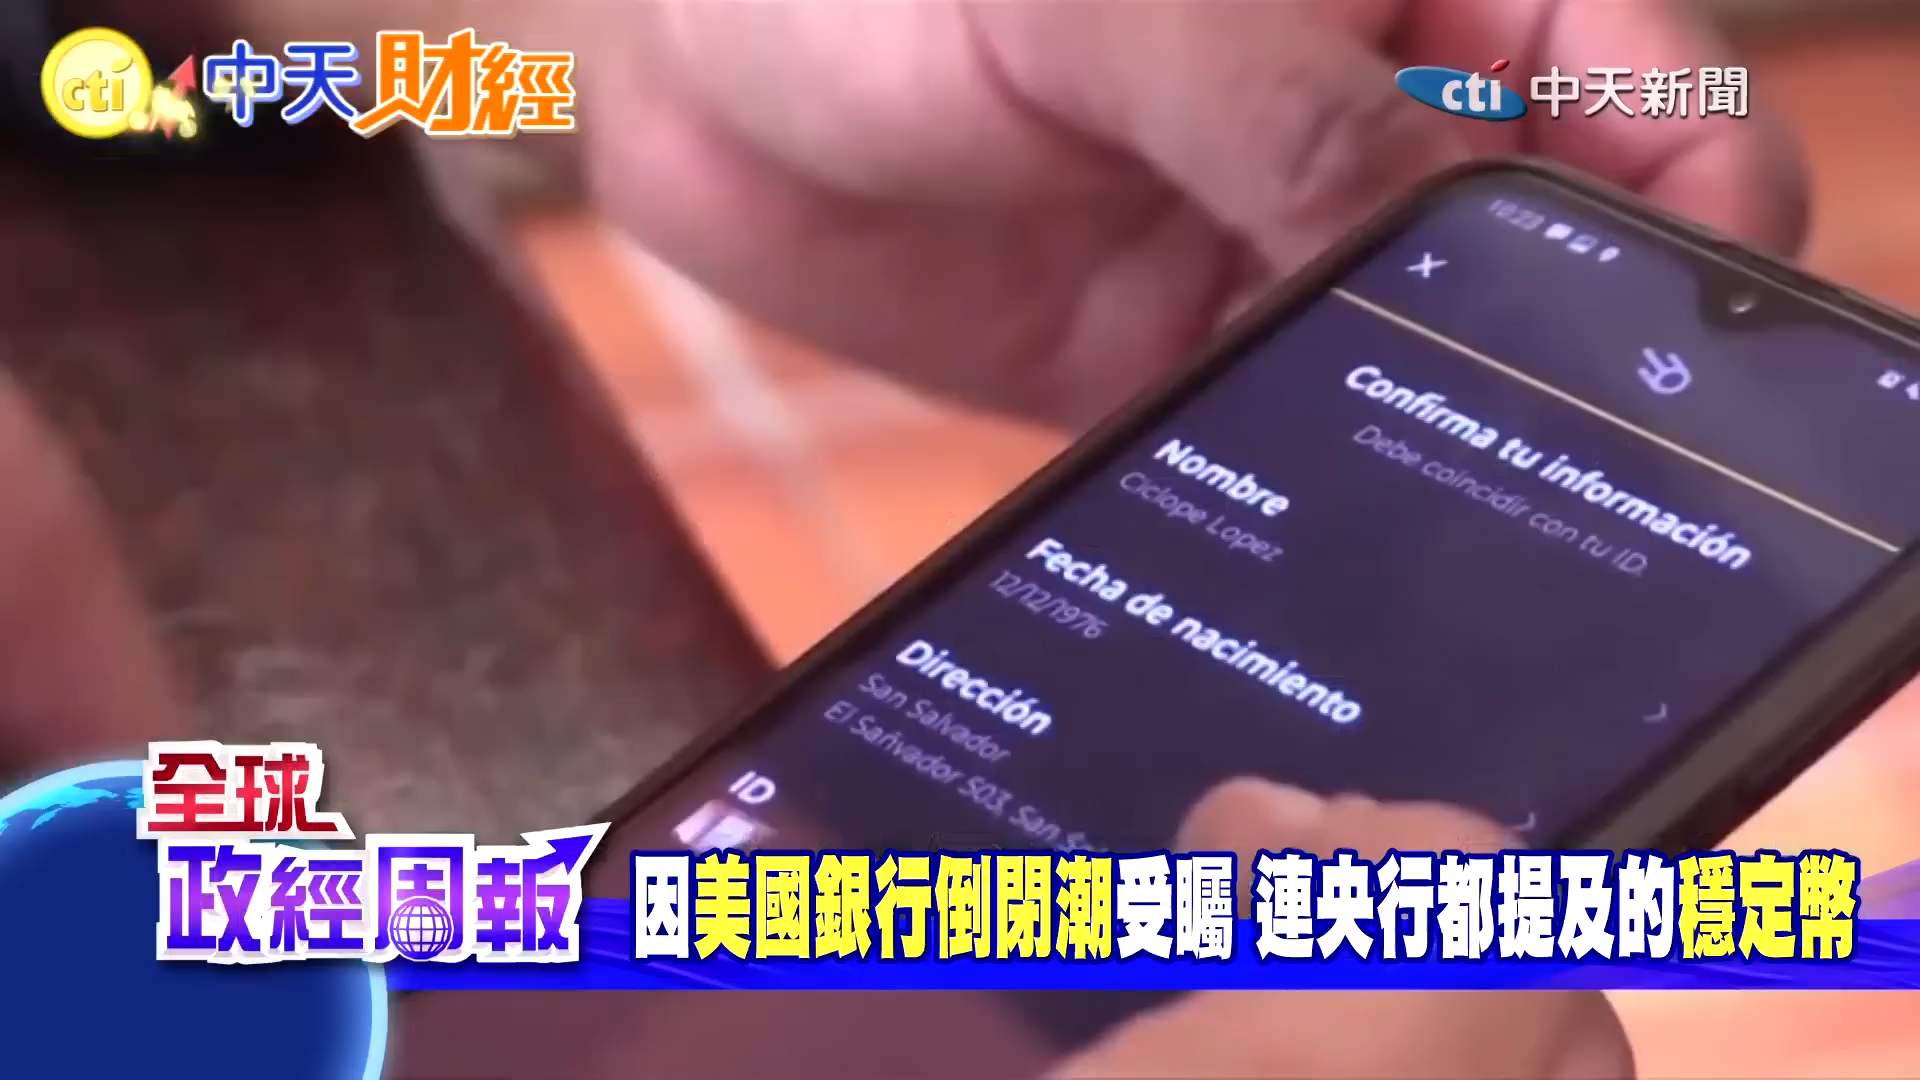 cti 中天財經
cti 中天新聞
10:22
Confirma tu información
Debe coincidir con tu ID.
Nombre
Ciclope Lopez
Fecha de nacimiento
12/12/1976
Dirección
San Salvador
El Salvador S03, San
ID
全球
政經周報
因美國銀行倒閉潮受矚 連央行都提及的穩定幣